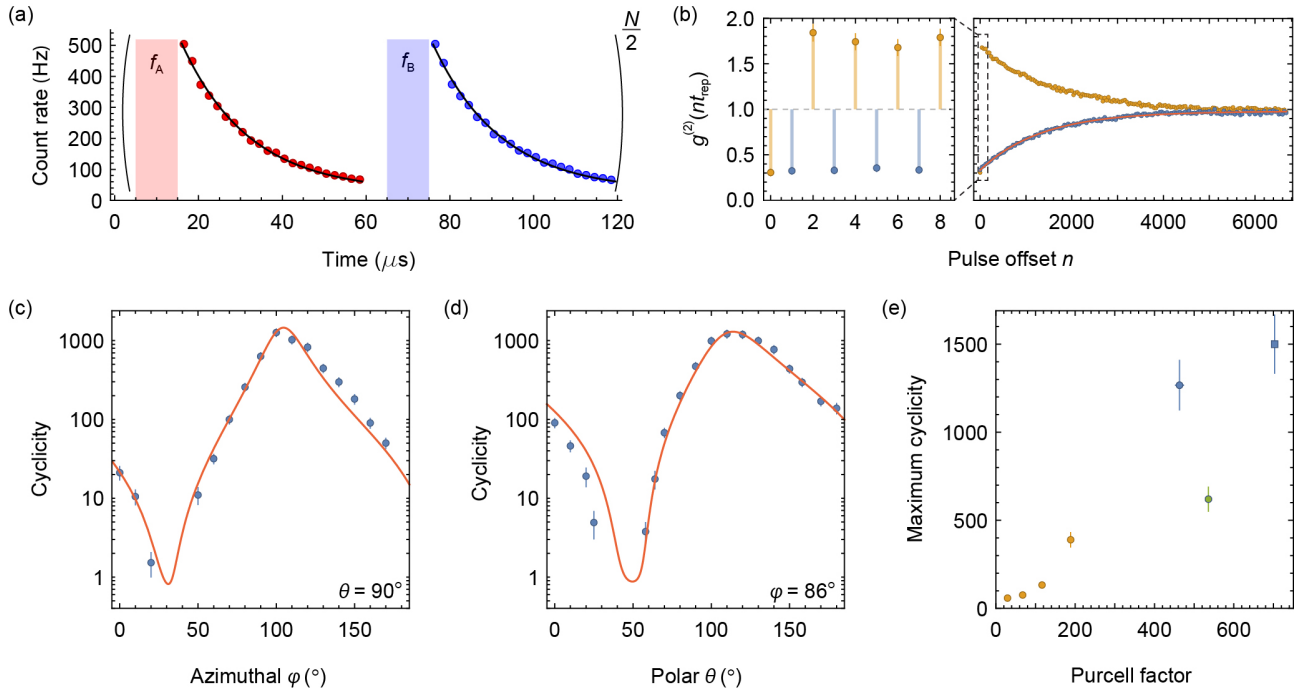 (a)
N/2
500
400
300
200
100
0
f_A
f_B
Count rate (Hz)
0 20 40 60 80 100 120
Time (μs)
(b)
2.0
1.5
1.0
0.5
0.0
g^(2)(nt_rep)
0 2 4 6 8
0 2000 4000 6000
Pulse offset n
(c)
1000
100
10
1
Cyclicity
θ = 90°
0 50 100 150
Azimuthal φ (°)
(d)
1000
100
10
1
Cyclicity
φ = 86°
0 50 100 150
Polar θ (°)
(e)
1500
1000
500
0
Maximum cyclicity
0 200 400 600
Purcell factor